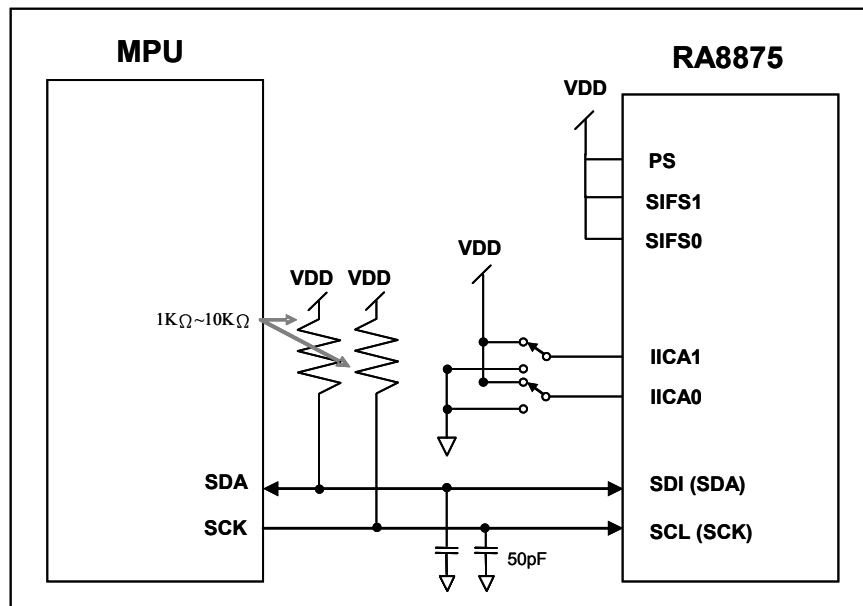 MPU
RA8875
VDD
PS
SIFS1
SIFS0
VDD
VDD VDD
1KΩ~10KΩ
IICA1
IICA0
SDA
SDI (SDA)
SCK
SCL (SCK)
50pF